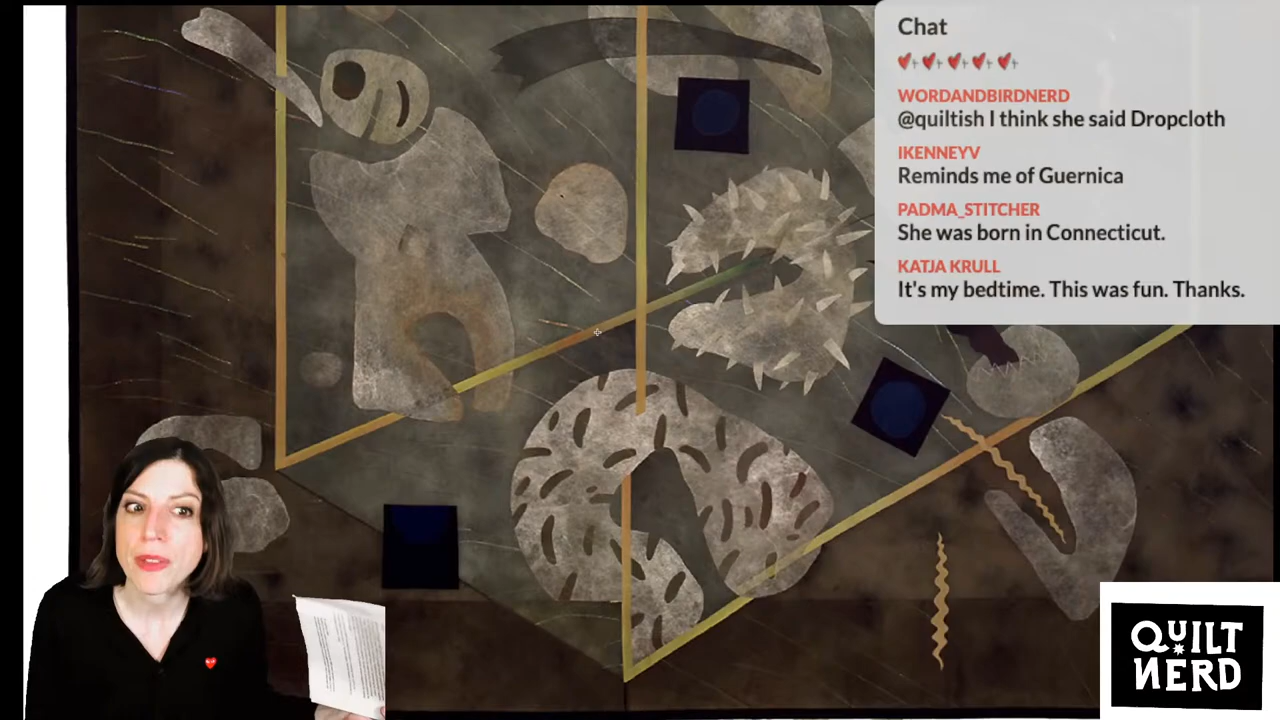 Chat
WORDANDBIRDNERD
@quiltish I think she said Dropcloth
IKENNEYV
Reminds me of Guernica
PADMA_STITCHER
She was born in Connecticut.
KATJA KRULL
It's my bedtime. This was fun. Thanks.
QUILT
NERD